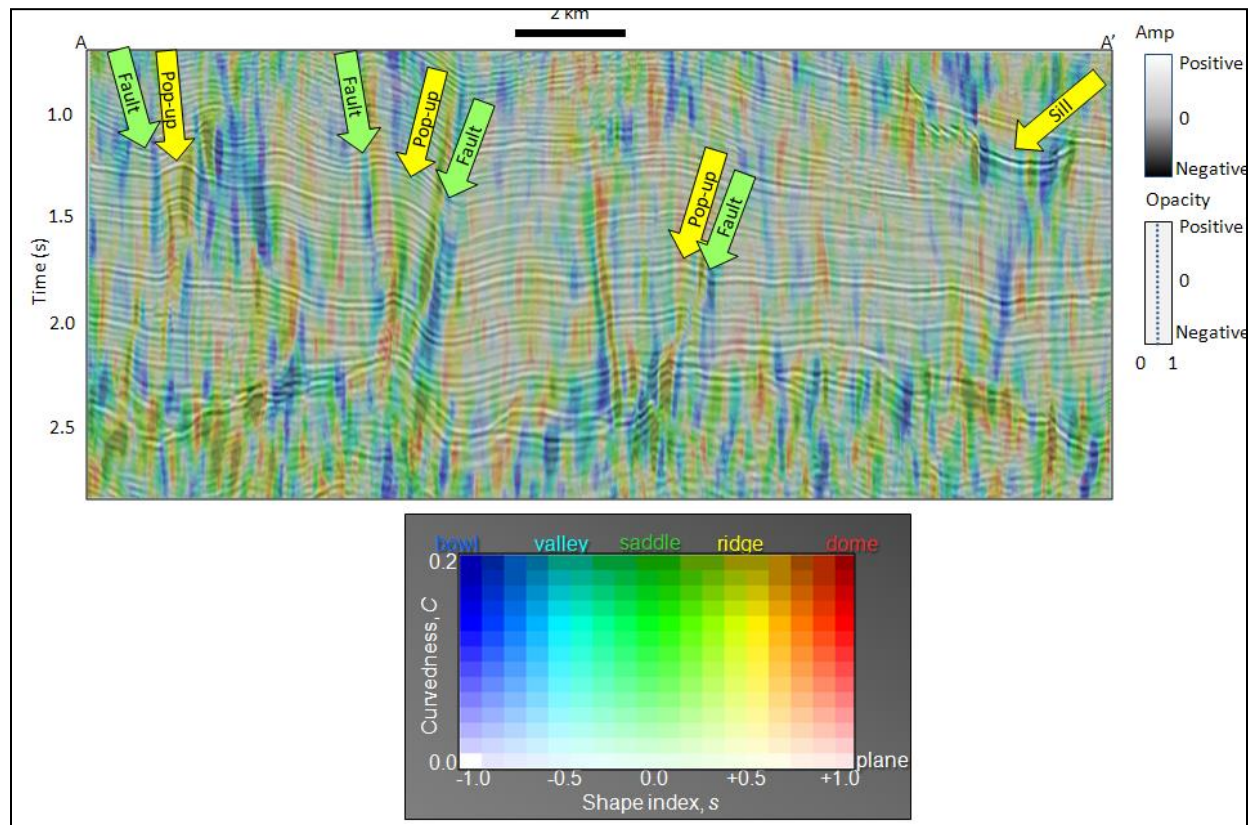 2 km
A
A'
Fault
Pop-nup
Fault
Pop-up
Fault
Pop-up
Fault
Sill
Amp
Positive
0
Negative
Opacity
Positive
0
Negative
0 1
Time (s)
1.0
1.5
2.0
2.5
bowl valley saddle ridge dome
0.2
Curvedness, C
0.0
plane
-1.0 -0.5 0.0 +0.5 +1.0
Shape index, s